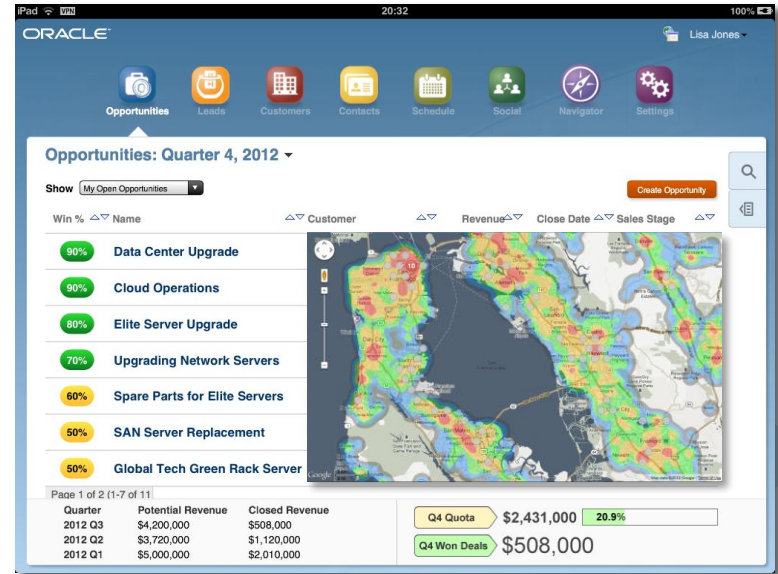 iPad VPN 20:32 100%
ORACLE Lisa Jones
Opportunities Leads Customers Contacts Schedule Social Navigator Settings
Opportunities: Quarter 4, 2012
Show My Open Opportunities Create Opportunity
Win % Name Customer Revenue Close Date Sales Stage
90% Data Center Upgrade
90% Cloud Operations
80% Elite Server Upgrade
70% Upgrading Network Servers
60% Spare Parts for Elite Servers
50% SAN Server Replacement
50% Global Tech Green Rack Server
Google
Page 1 of 2 (1-7 of 11
Quarter Potential Revenue Closed Revenue
2012 Q3 $4,200,000 $508,000
2012 Q2 $3,720,000 $1,120,000
2012 Q1 $5,000,000 $2,010,000
Q4 Quota $2,431,000 20.9%
Q4 Won Deals $508,000